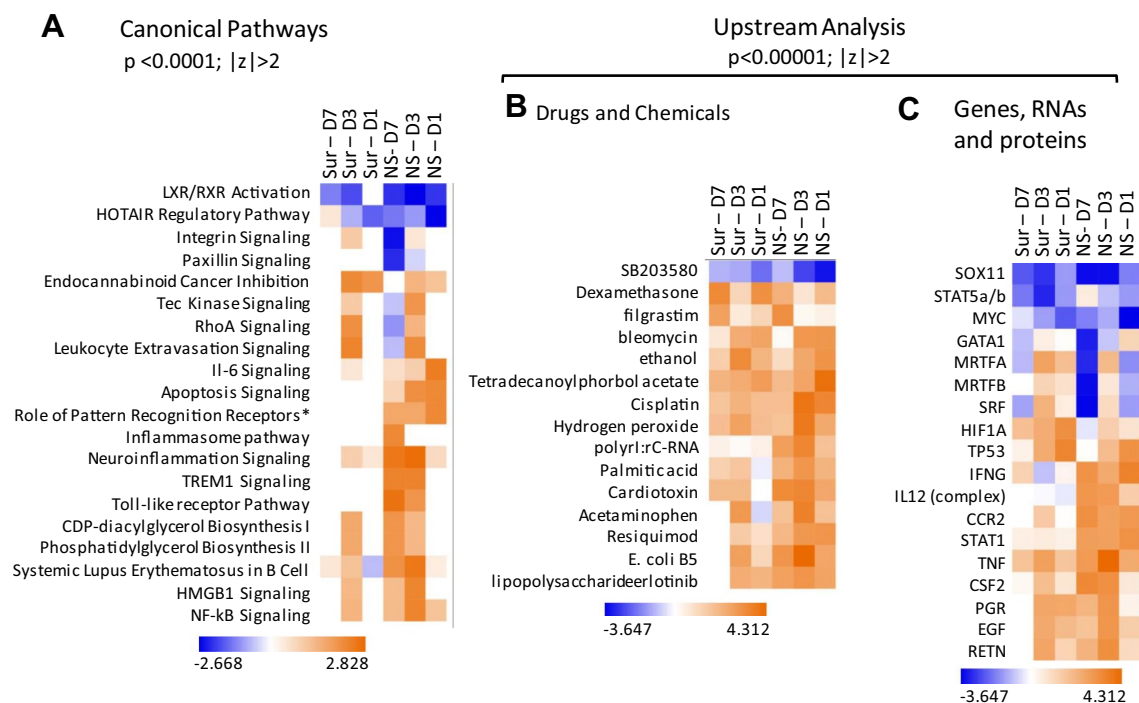 A
Canonical Pathways
p <0.0001; |z|>2
Sur – D7
Sur – D3
Sur – D1
NS- D7
NS – D3
NS – D1
LXR/RXR Activation
HOTAIR Regulatory Pathway
Integrin Signaling
Paxillin Signaling
Endocannabinoid Cancer Inhibition
Tec Kinase Signaling
RhoA Signaling
Leukocyte Extravasation Signaling
Il-6 Signaling
Apoptosis Signaling
Role of Pattern Recognition Receptors*
Inflammasome pathway
Neuroinflammation Signaling
TREM1 Signaling
Toll-like receptor Pathway
CDP-diacylglycerol Biosynthesis I
Phosphatidylglycerol Biosynthesis II
Systemic Lupus Erythematosus in B Cell
HMGB1 Signaling
NF-kB Signaling
-2.668
2.828
Upstream Analysis
p<0.00001; |z|>2
B
Drugs and Chemicals
Sur – D7
Sur – D3
Sur – D1
NS- D7
NS – D3
NS – D1
SB203580
Dexamethasone
filgrastim
bleomycin
ethanol
Tetradecanoylphorbol acetate
Cisplatin
Hydrogen peroxide
polyrI:rC-RNA
Palmitic acid
Cardiotoxin
Acetaminophen
Resiquimod
E. coli B5
lipopolysaccharideerlotinib
-3.647
4.312
C
Genes, RNAs
and proteins
Sur – D7
Sur – D3
Sur – D1
NS- D7
NS – D3
NS – D1
SOX11
STAT5a/b
MYC
GATA1
MRTFA
MRTFB
SRF
HIF1A
TP53
IFNG
IL12 (complex)
CCR2
STAT1
TNF
CSF2
PGR
EGF
RETN
-3.647
4.312